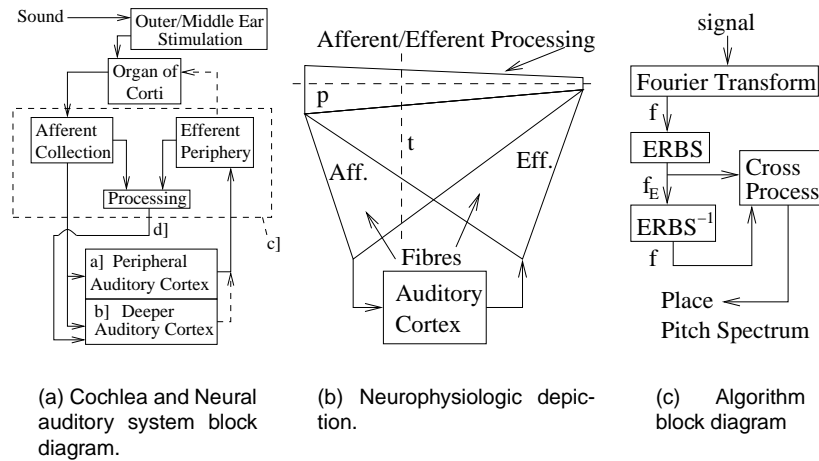 Sound
Outer/Middle Ear
Stimulation
Organ of
Corti
Afferent
Collection
Efferent
Periphery
Processing
d]
c]
a] Peripheral
Auditory Cortex
b] Deeper
Auditory Cortex
(a) Cochlea and Neural
auditory system block
diagram.
Afferent/Efferent Processing
p
t
Aff.
Eff.
Fibres
Auditory
Cortex
(b) Neurophysiologic depic-
tion.
signal
Fourier Transform
f
ERBS
Cross
Process
f_E
ERBS⁻¹
f
Place
Pitch Spectrum
(c) Algorithm
block diagram